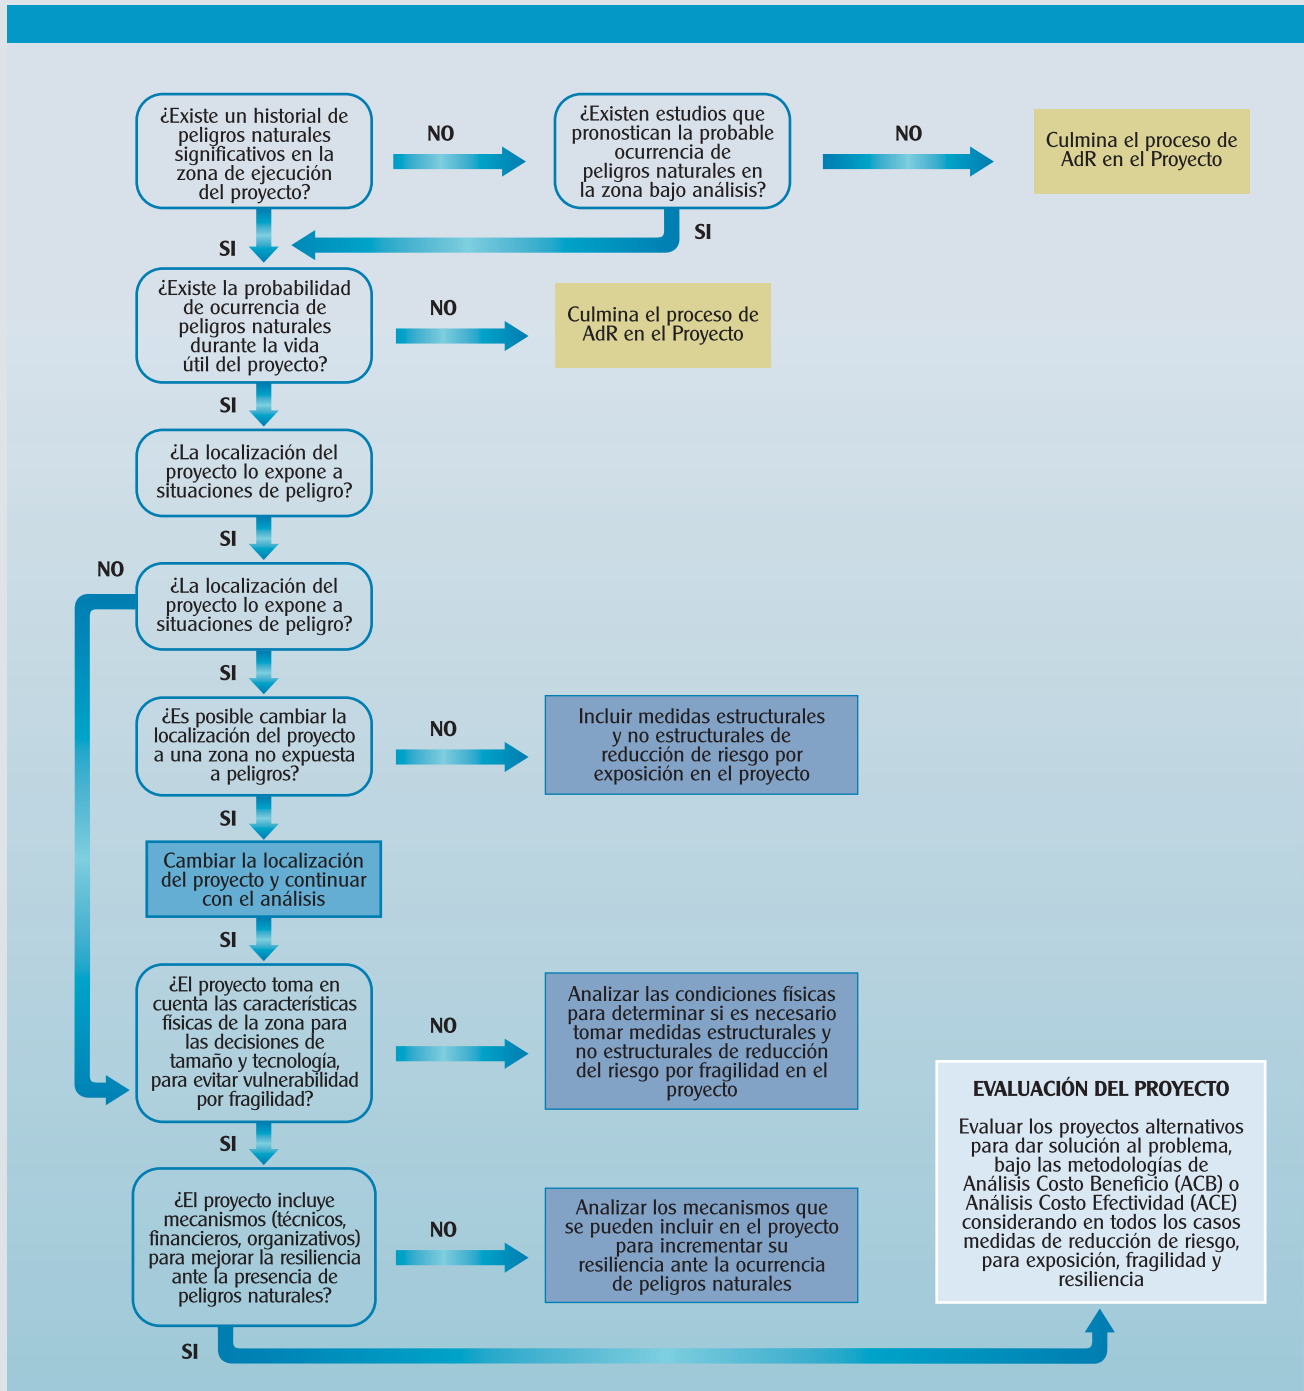 ¿Existe un historial de
peligros naturales
significativos en la
zona de ejecución
del proyecto?
NO
¿Existen estudios que
pronostican la probable
ocurrencia de
peligros naturales en
la zona bajo análisis?
NO
Culmina el proceso de
AdR en el Proyecto
SI
SI
¿Existe la probabilidad
de ocurrencia de
peligros naturales
durante la vida
útil del proyecto?
NO
Culmina el proceso de
AdR en el Proyecto
SI
¿La localización del
proyecto lo expone a
situaciones de peligro?
SI
NO
¿La localización del
proyecto lo expone a
situaciones de peligro?
SI
¿Es posible cambiar la
localización del proyecto
a una zona no expuesta
a peligros?
NO
Incluir medidas estructurales
y no estructurales de
reducción de riesgo por
exposición en el proyecto
SI
Cambiar la localización
del proyecto y continuar
con el análisis
SI
¿El proyecto toma en
cuenta las características
físicas de la zona para
las decisiones de
tamaño y tecnología,
para evitar vulnerabilidad
por fragilidad?
NO
Analizar las condiciones físicas
para determinar si es necesario
tomar medidas estructurales y
no estructurales de reducción
del riesgo por fragilidad en el
proyecto
SI
¿El proyecto incluye
mecanismos (técnicos,
financieros, organizativos)
para mejorar la resiliencia
ante la presencia de
peligros naturales?
NO
Analizar los mecanismos que
se pueden incluir en el proyecto
para incrementar su
resiliencia ante la ocurrencia
de peligros naturales
SI
EVALUACIÓN DEL PROYECTO
Evaluar los proyectos alternativos
para dar solución al problema,
bajo las metodologías de
Análisis Costo Beneficio (ACB) o
Análisis Costo Efectividad (ACE)
considerando en todos los casos
medidas de reducción de riesgo,
para exposición, fragilidad y
resiliencia